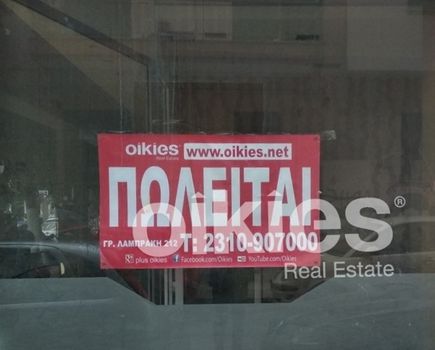 oikies Real Estate www.oikies.net
ΠΩΛΕΙΤΑΙ
ΓΡ. ΛΑΜΠΡΑΚΗ 212 T: 2310-907000
plus oikies Facebook.com/Oikies YouTube.com/Oikies
oikies®
Real Estate